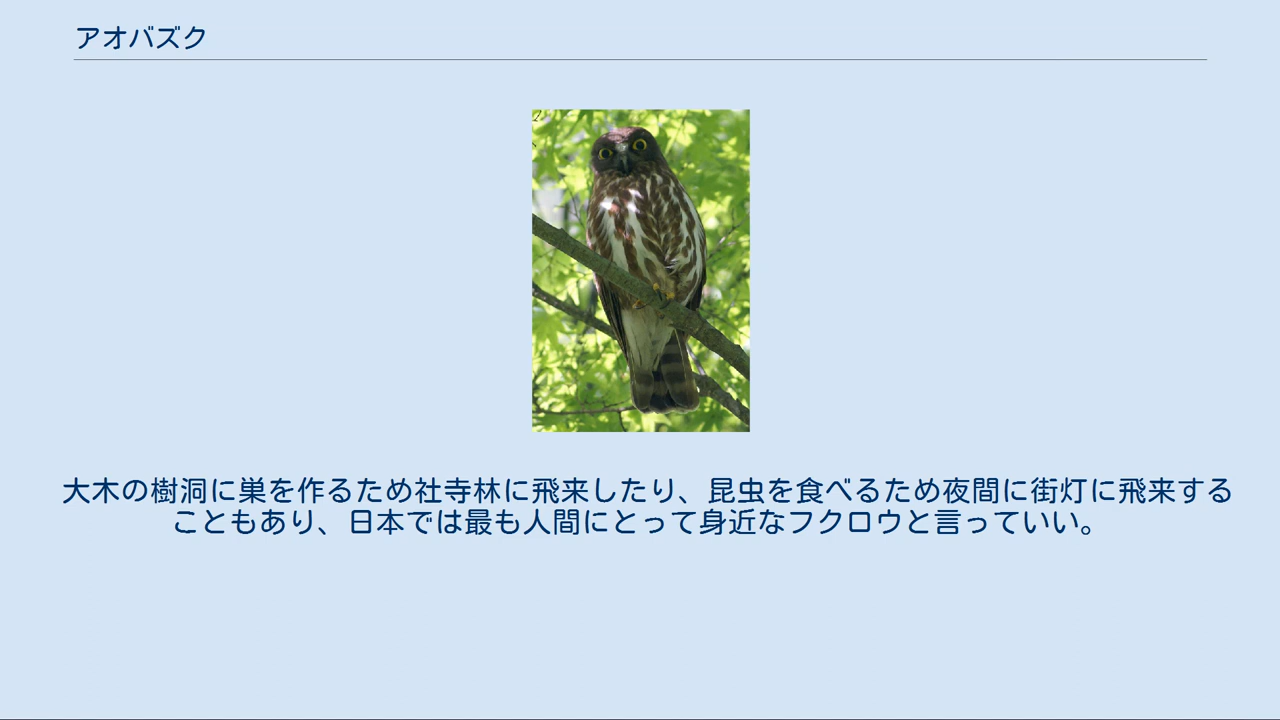 アオバズク
大木の樹洞に巣を作るため社寺林に飛来したり、昆虫を食べるため夜間に街灯に飛来する
こともあり、日本では最も人間にとって身近なフクロウと言っていい。